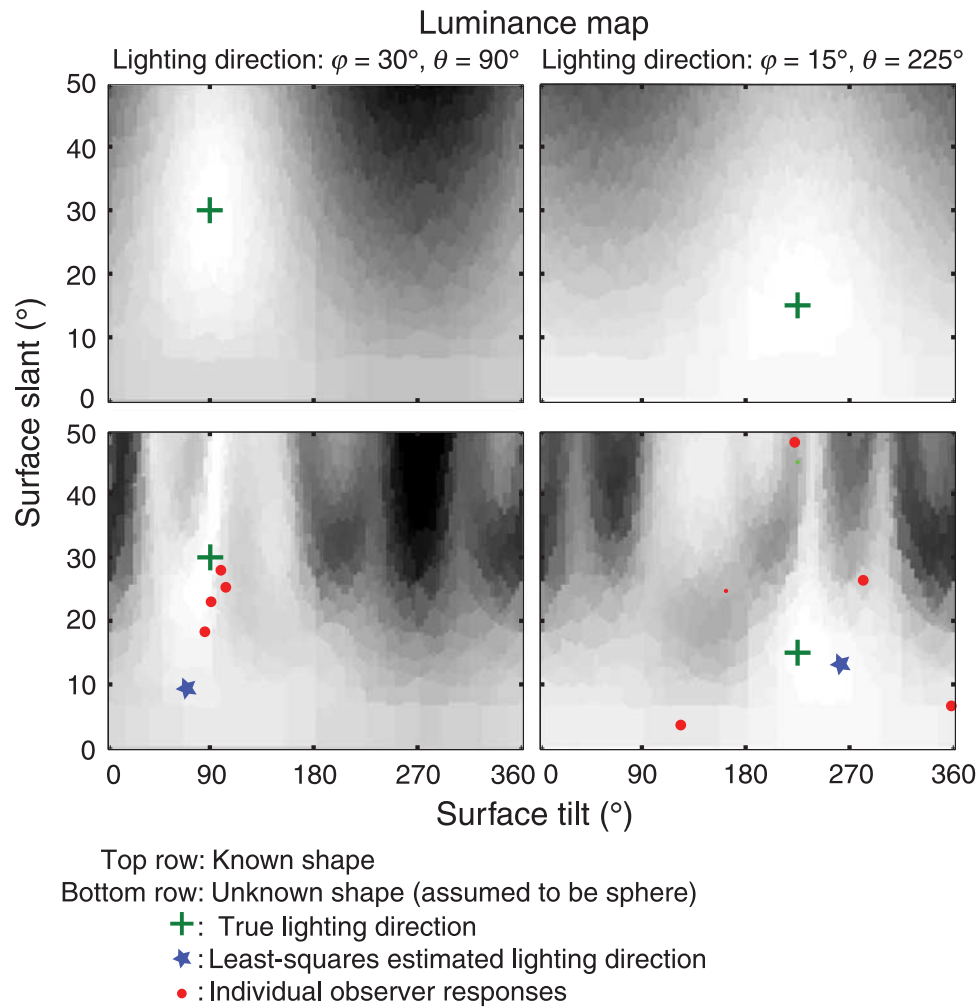 Luminance map
Lighting direction: φ = 30°, θ = 90°
Lighting direction: φ = 15°, θ = 225°
50
40
30
20
10
0
50
40
30
20
10
0
Surface slant (°)
0 90 180 270 360
0 90 180 270 360
Surface tilt (°)
Top row: Known shape
Bottom row: Unknown shape (assumed to be sphere)
: True lighting direction
: Least-squares estimated lighting direction
: Individual observer responses